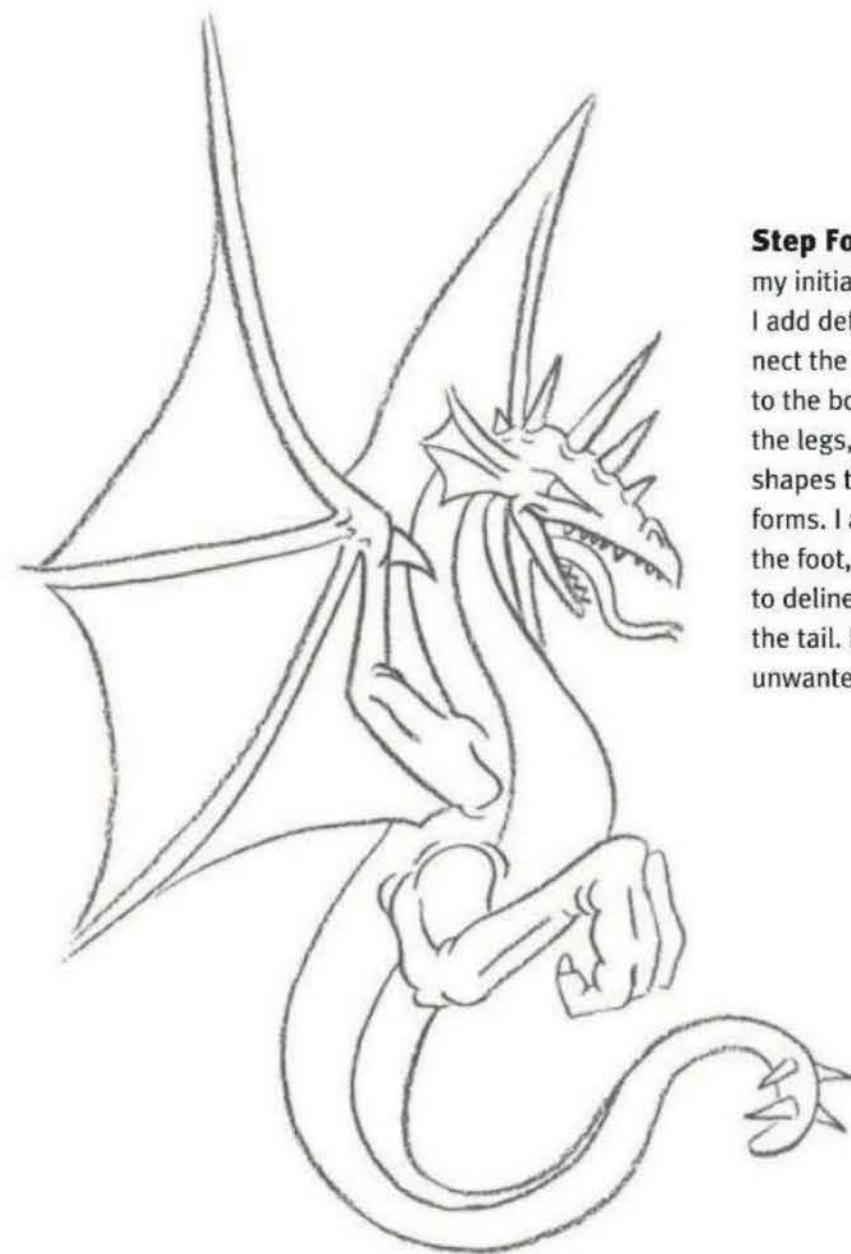 Step Fo
my initia
I add def
nect the
to the bo
the legs,
shapes t
forms. I a
the foot,
to deline
the tail. I
unwante